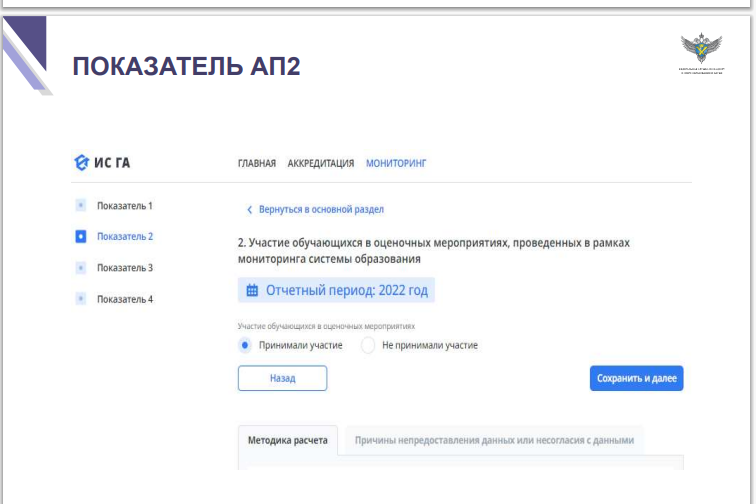 ПОКАЗАТЕЛЬ АП2
ИС ГА
ГЛАВНАЯ АККРЕДИТАЦИЯ МОНИТОРИНГ
Показатель 1
Показатель 2
Показатель 3
Показатель 4
Вернуться в основной раздел
2. Участие обучающихся в оценочных мероприятиях, проведенных в рамках
мониторинга системы образования
Отчетный период: 2022 год
Участие обучающихся в оценочных мероприятиях
Принимали участие Не принимали участие
Назад Сохранить и далее
Методика расчета Причины непредоставления данных или несогласия с данными